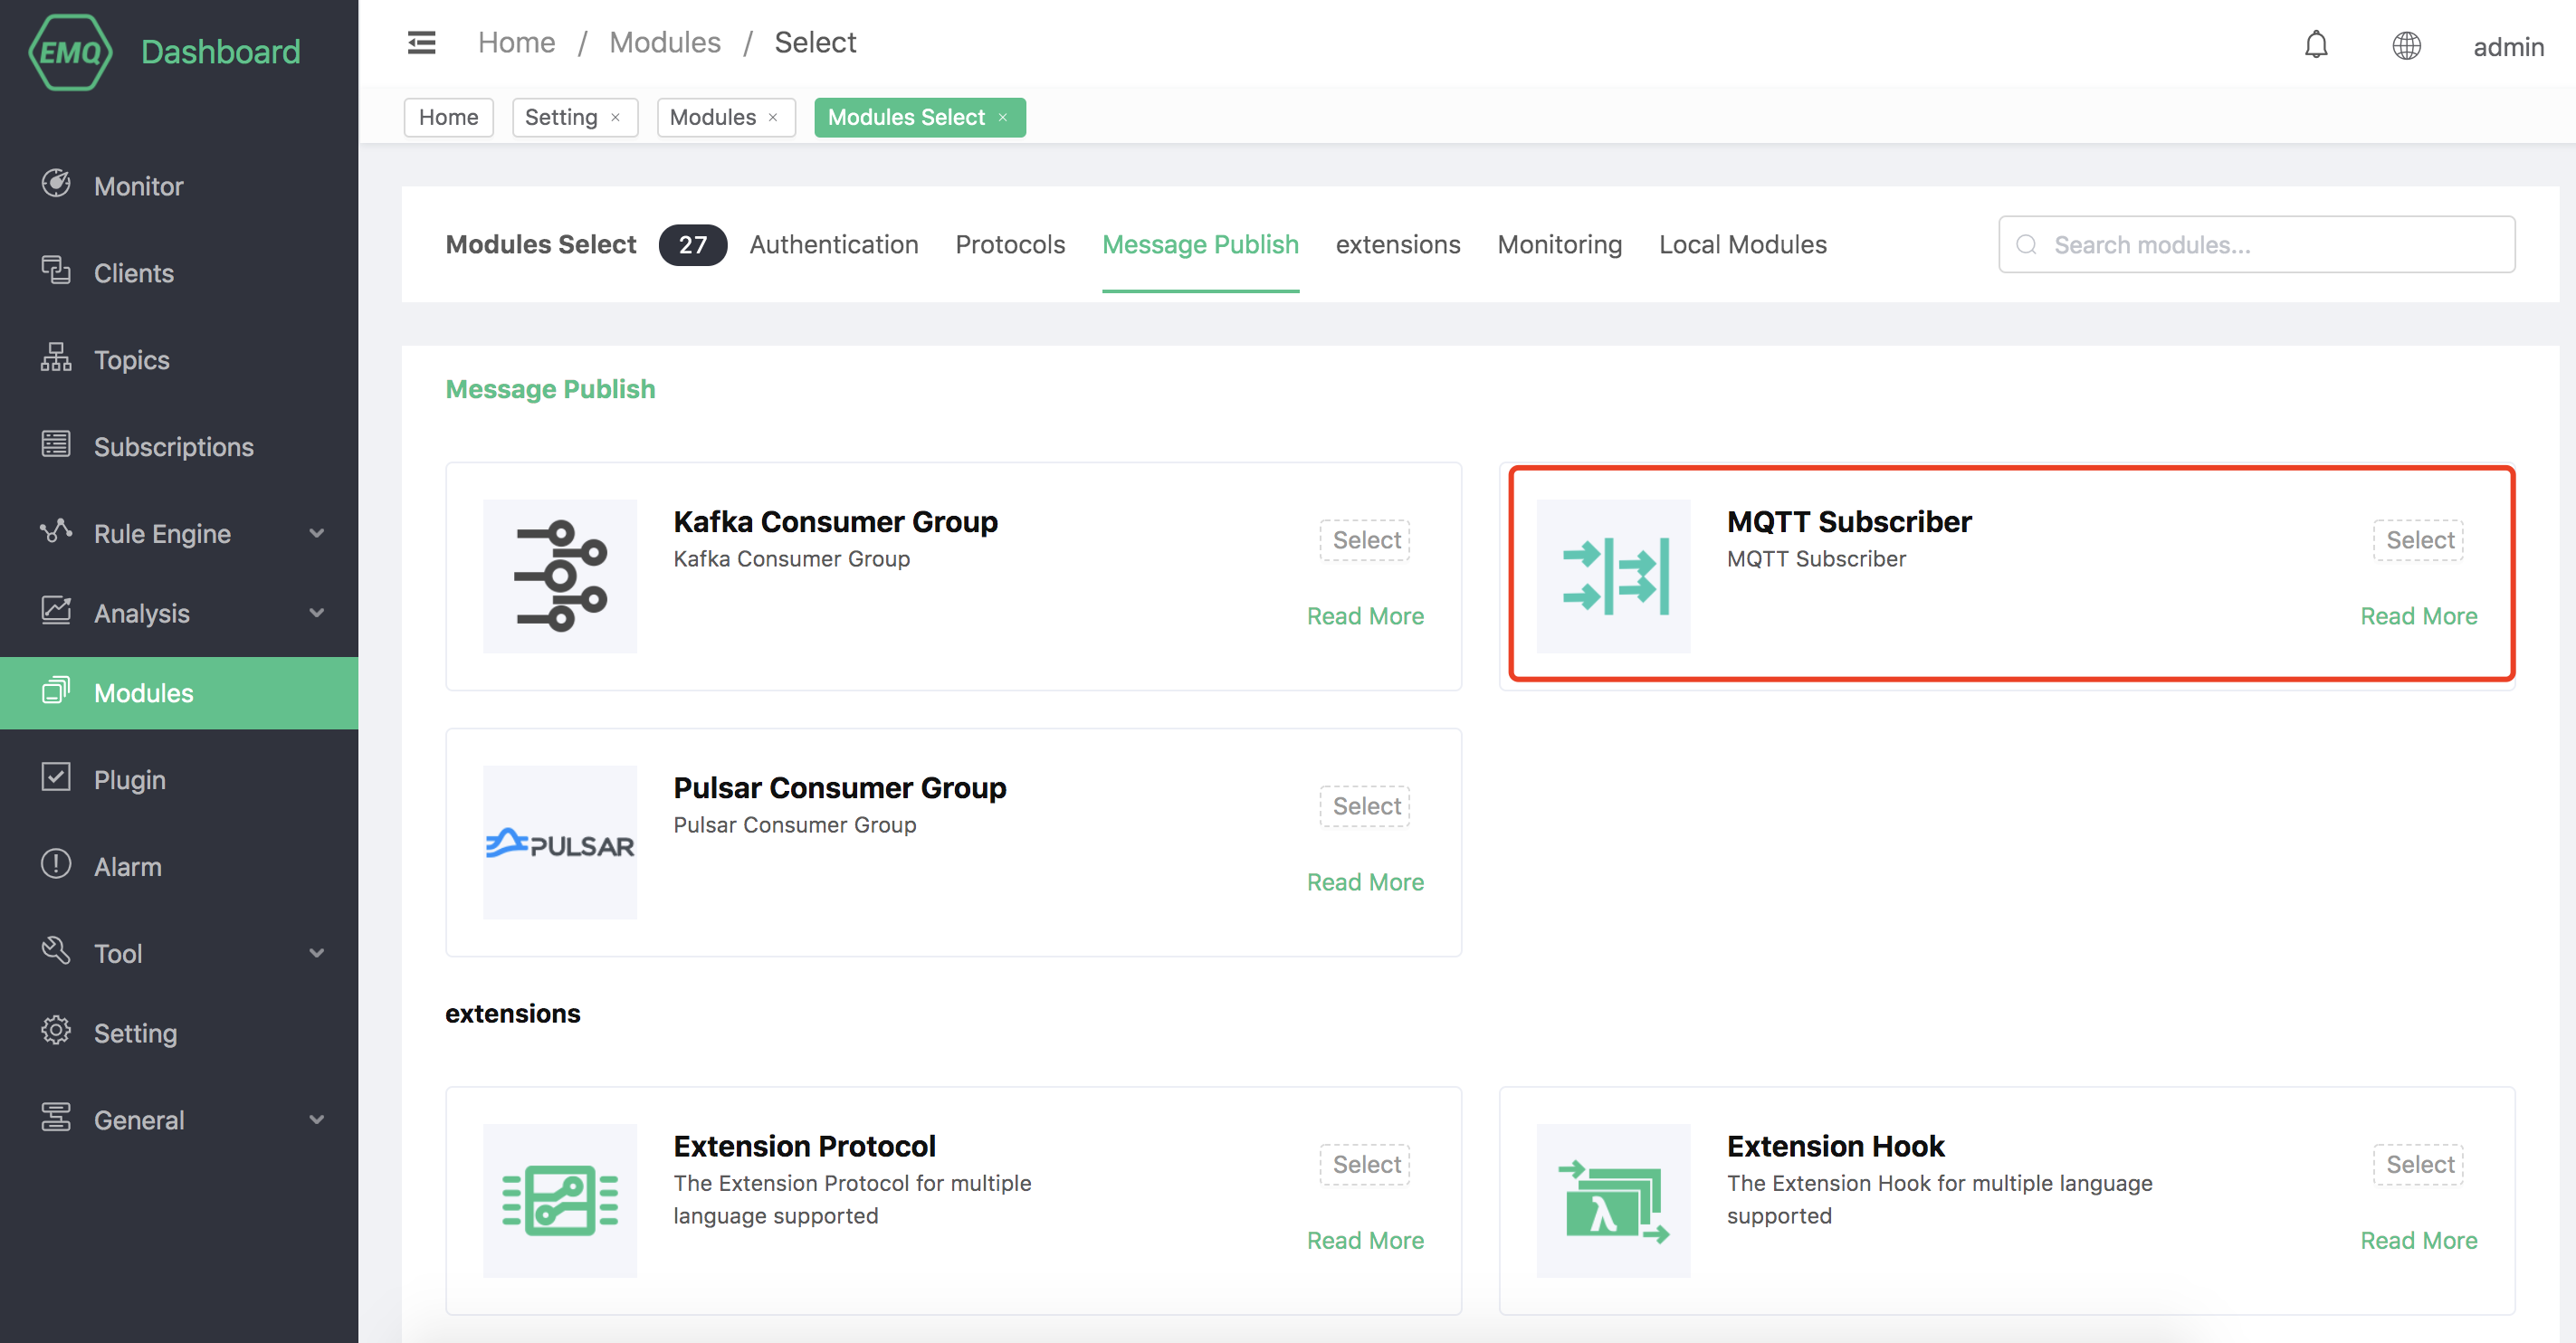 EMQ Dashboard
Home / Modules / Select
admin
Home
Setting ×
Modules ×
Modules Select ×
Monitor
Clients
Topics
Subscriptions
Rule Engine
Analysis
Modules
Plugin
Alarm
Tool
Setting
General
Modules Select 27 Authentication Protocols Message Publish extensions Monitoring Local Modules
Search modules...
Message Publish
Kafka Consumer Group
Kafka Consumer Group
Select
Read More
MQTT Subscriber
MQTT Subscriber
Select
Read More
PULSAR
Pulsar Consumer Group
Pulsar Consumer Group
Select
Read More
extensions
Extension Protocol
The Extension Protocol for multiple
language supported
Select
Read More
λ
Extension Hook
The Extension Hook for multiple language
supported
Select
Read More